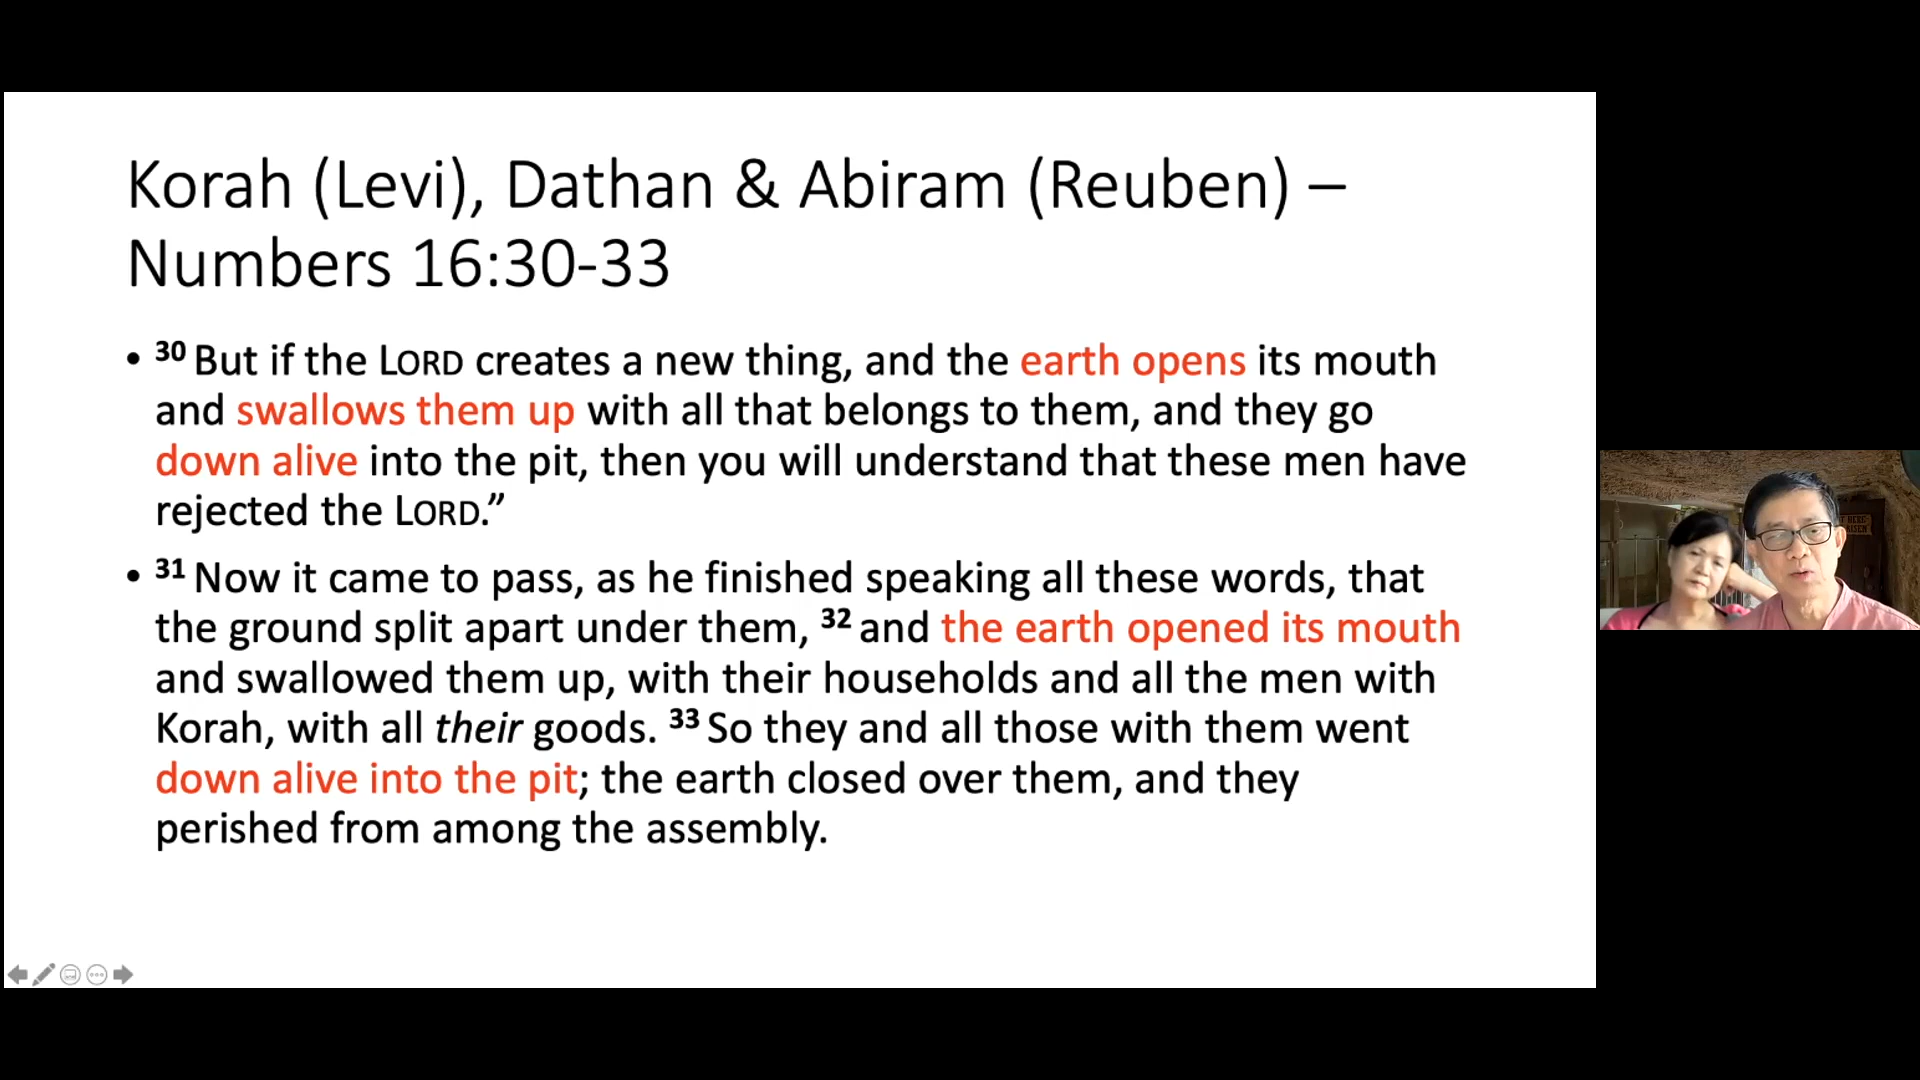 Korah (Levi), Dathan & Abiram (Reuben) –
Numbers 16:30-33
• 30 But if the LORD creates a new thing, and the earth opens its mouth
and swallows them up with all that belongs to them, and they go
down alive into the pit, then you will understand that these men have
rejected the LORD.”
• 31 Now it came to pass, as he finished speaking all these words, that
the ground split apart under them, 32 and the earth opened its mouth
and swallowed them up, with their households and all the men with
Korah, with all their goods. 33 So they and all those with them went
down alive into the pit; the earth closed over them, and they
perished from among the assembly.